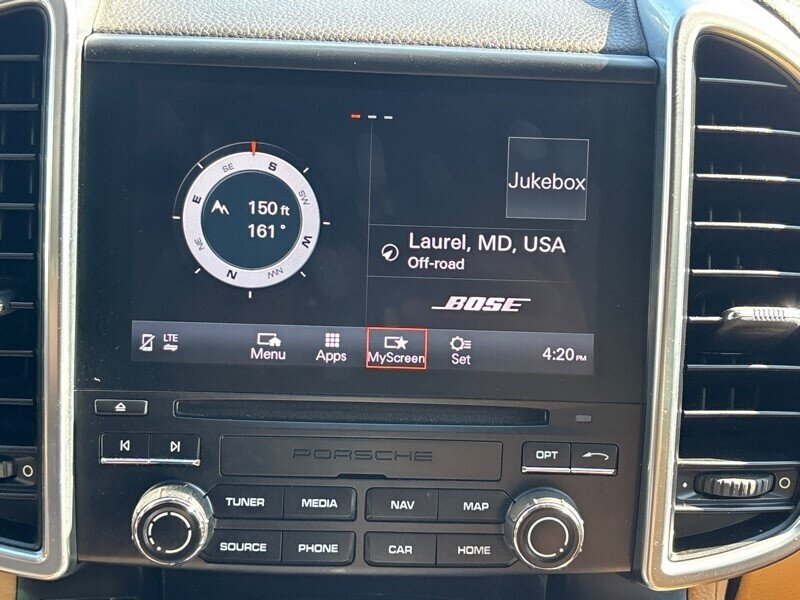 SE
S
SW
E
150 ft
161°
W
NE
N
NW
Jukebox
Laurel, MD, USA
Off-road
BOSE
LTE
Menu
Apps
MyScreen
Set
4:20 PM
PORSCHE
OPT
TUNER
MEDIA
NAV
MAP
SOURCE
PHONE
CAR
HOME